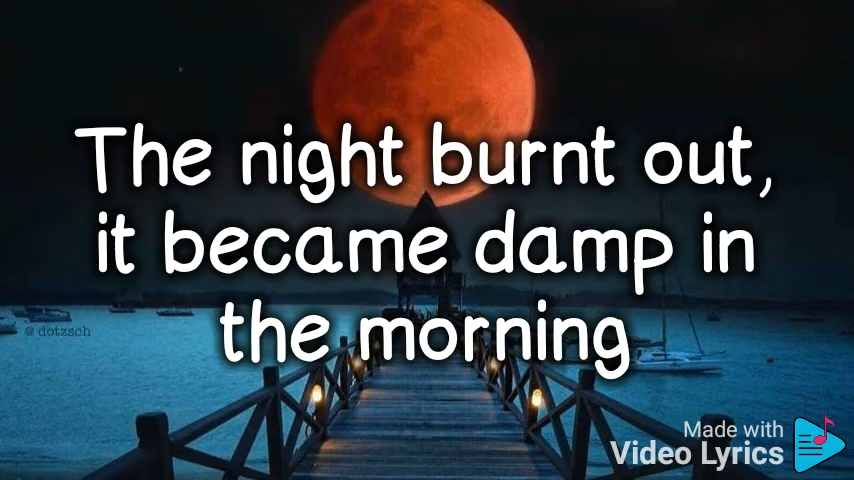 The night burnt out,
it became damp in
the morning
@ dotzsoh
Made with
Video Lyrics